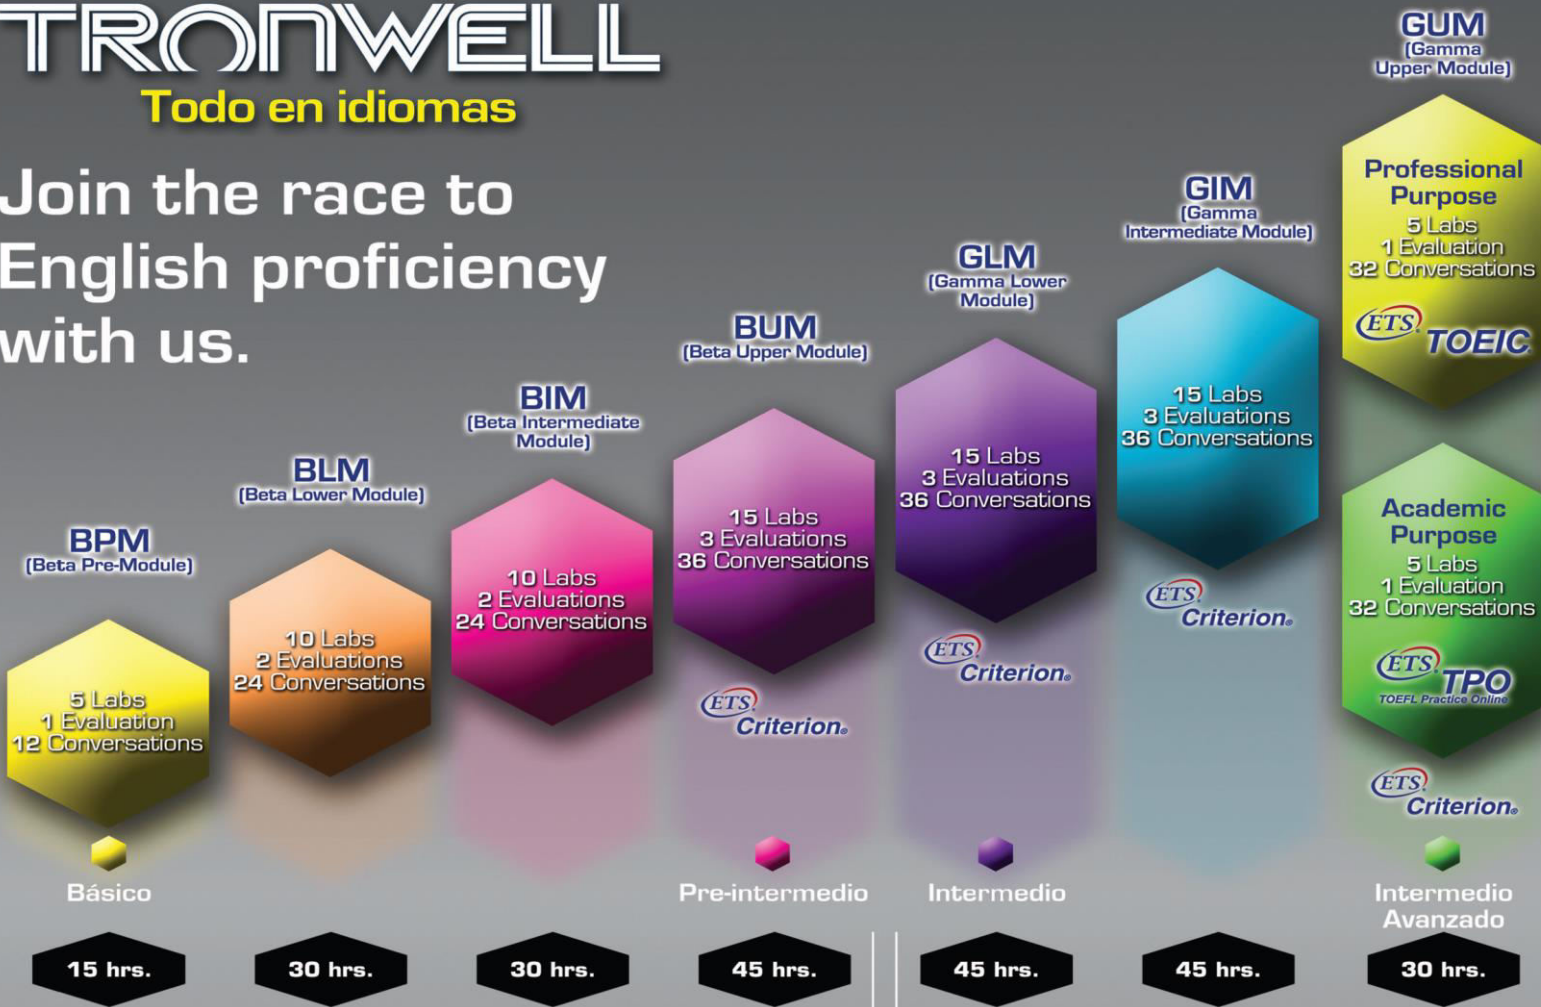 TRONWELL
Todo en idiomas
Join the race to
English proficiency
with us.
BPM
(Beta Pre-Module)
5 Labs
1 Evaluation
12 Conversations
Básico
15 hrs.
BLM
(Beta Lower Module)
10 Labs
2 Evaluations
24 Conversations
30 hrs.
BIM
(Beta Intermediate
Module)
10 Labs
2 Evaluations
24 Conversations
30 hrs.
BUM
(Beta Upper Module)
15 Labs
3 Evaluations
36 Conversations
ETS®
Criterion®
Pre-intermedio
45 hrs.
GLM
(Gamma Lower
Module)
15 Labs
3 Evaluations
36 Conversations
ETS®
Criterion®
Intermedio
45 hrs.
GIM
(Gamma
Intermediate Module)
15 Labs
3 Evaluations
36 Conversations
ETS®
Criterion®
45 hrs.
GUM
(Gamma
Upper Module)
Professional
Purpose
5 Labs
1 Evaluation
32 Conversations
ETS®
TOEIC
Academic
Purpose
5 Labs
1 Evaluation
32 Conversations
ETS®
TPO
TOEFL Practice Online
ETS®
Criterion®
Intermedio
Avanzado
30 hrs.